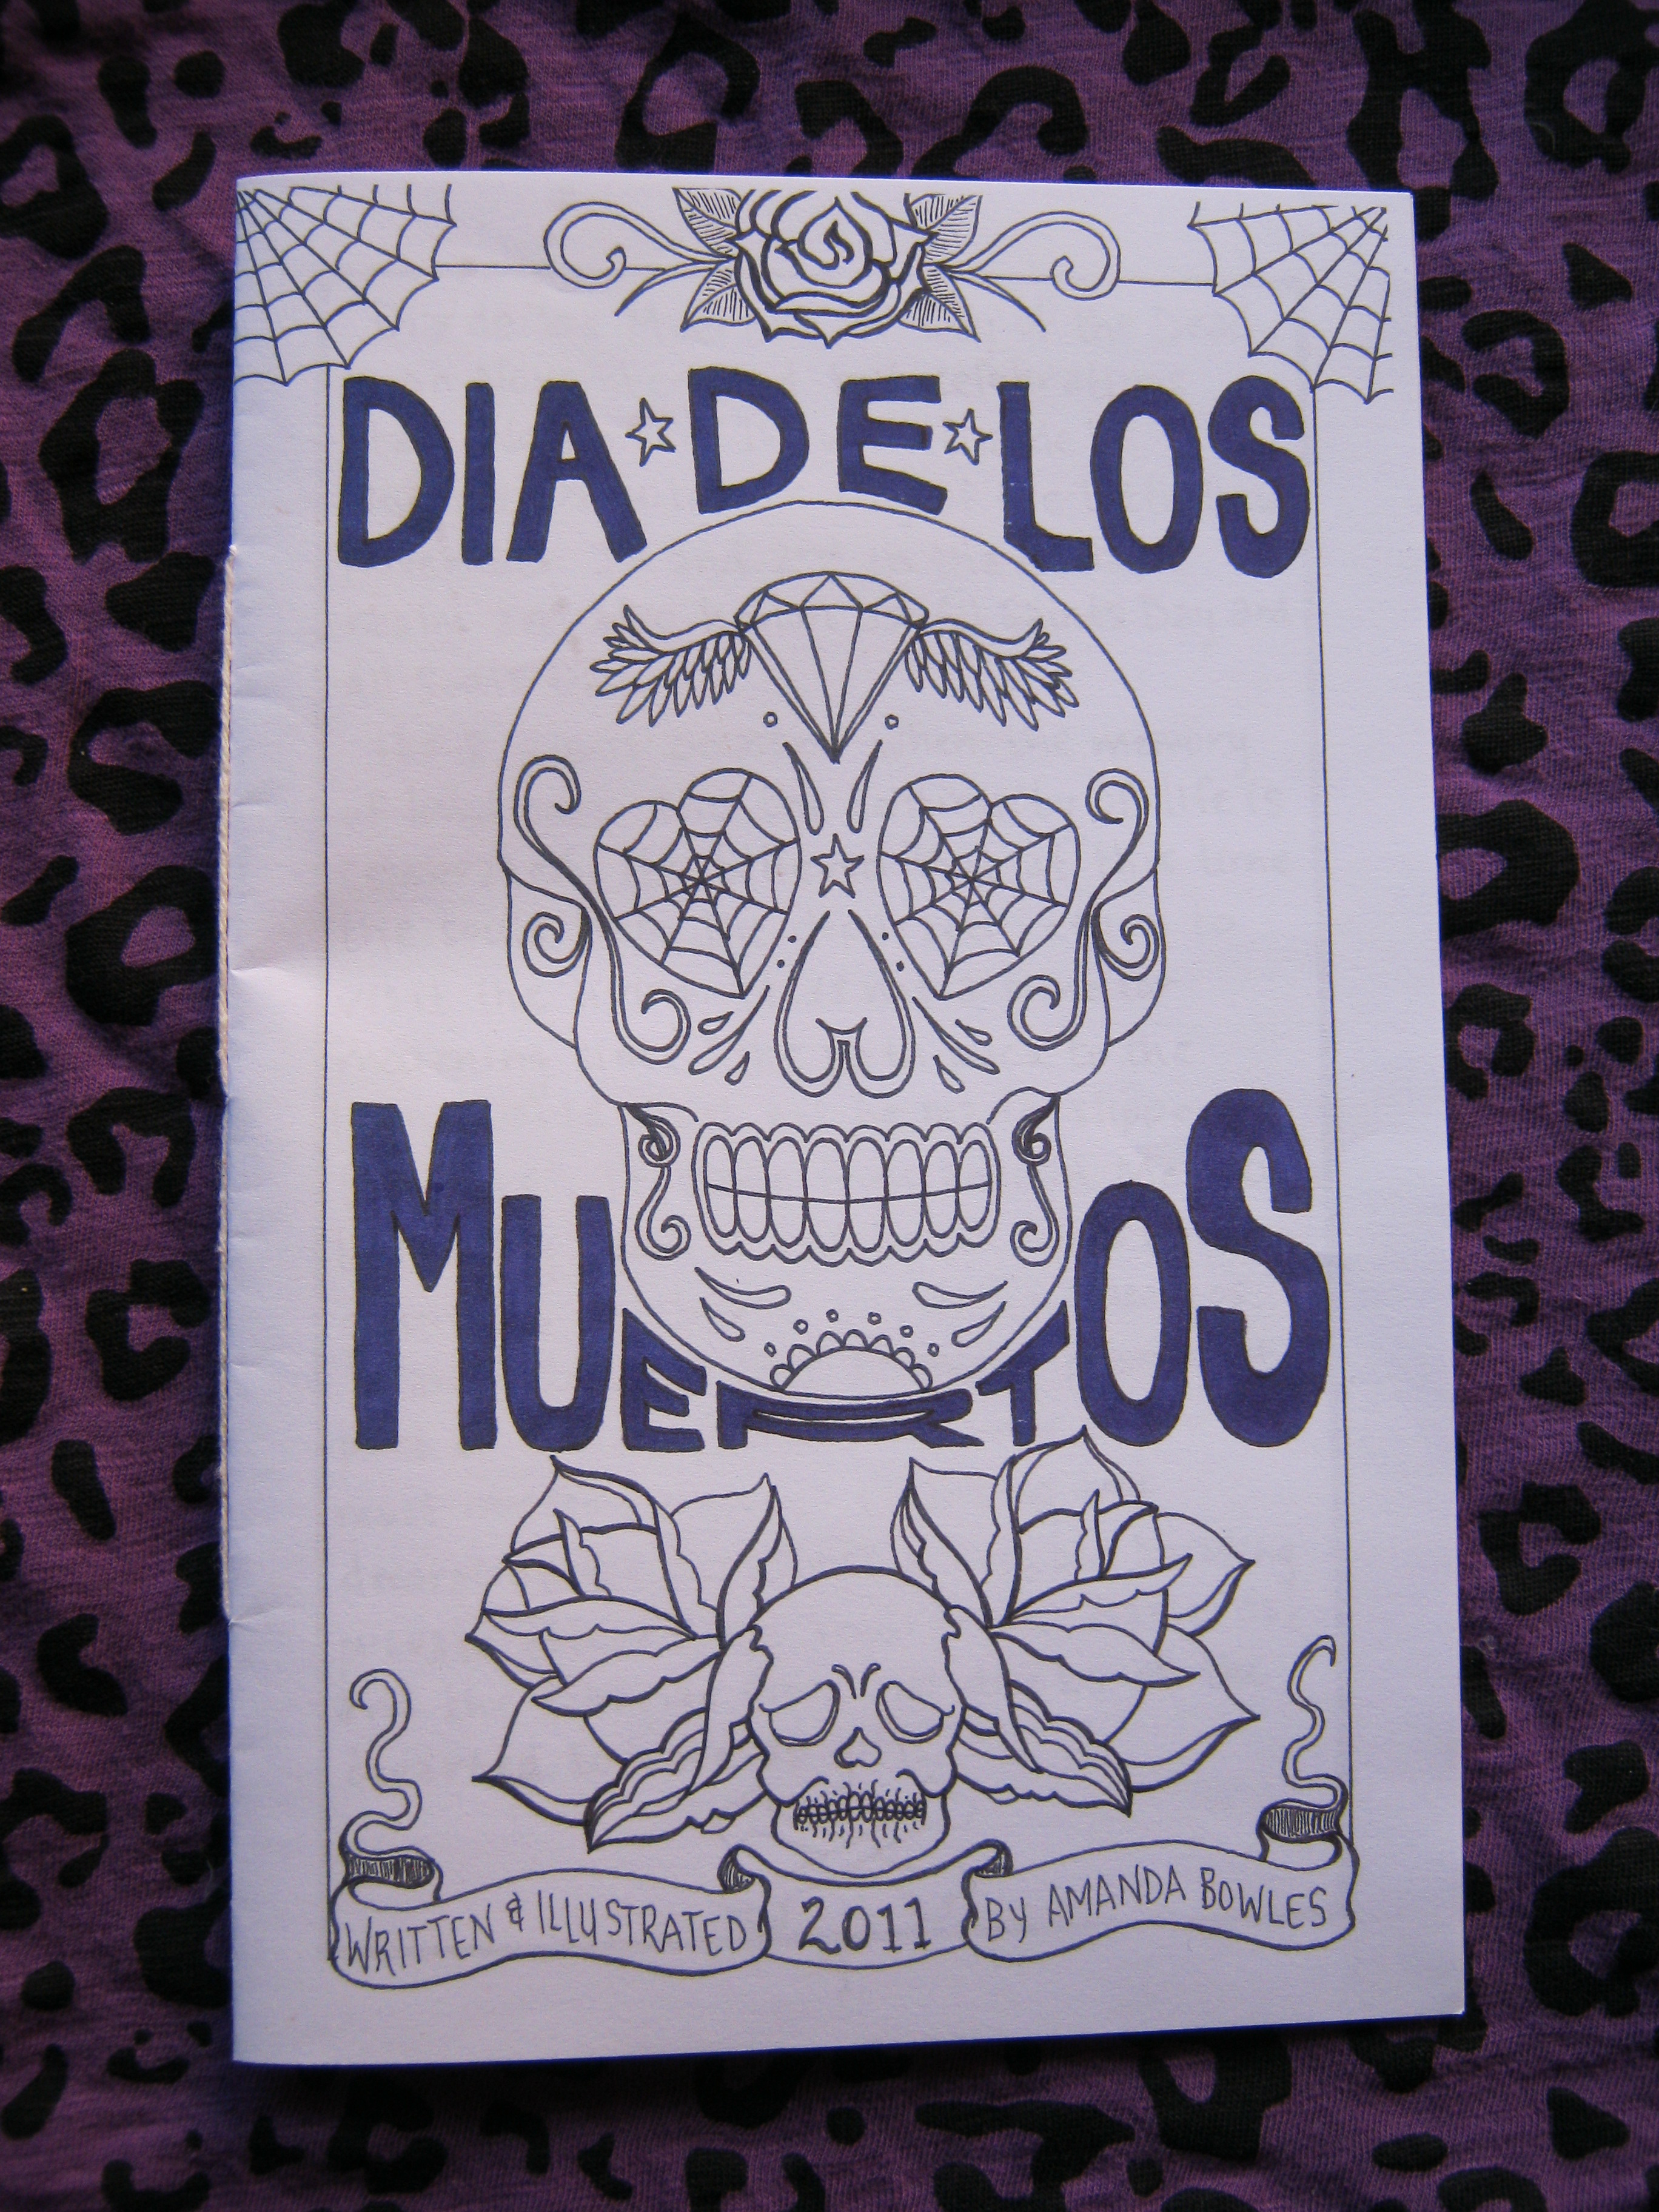 DIA DE LOS
MUERTOS
WRITTEN & ILLUSTRATED 2011 BY AMANDA BOWLES